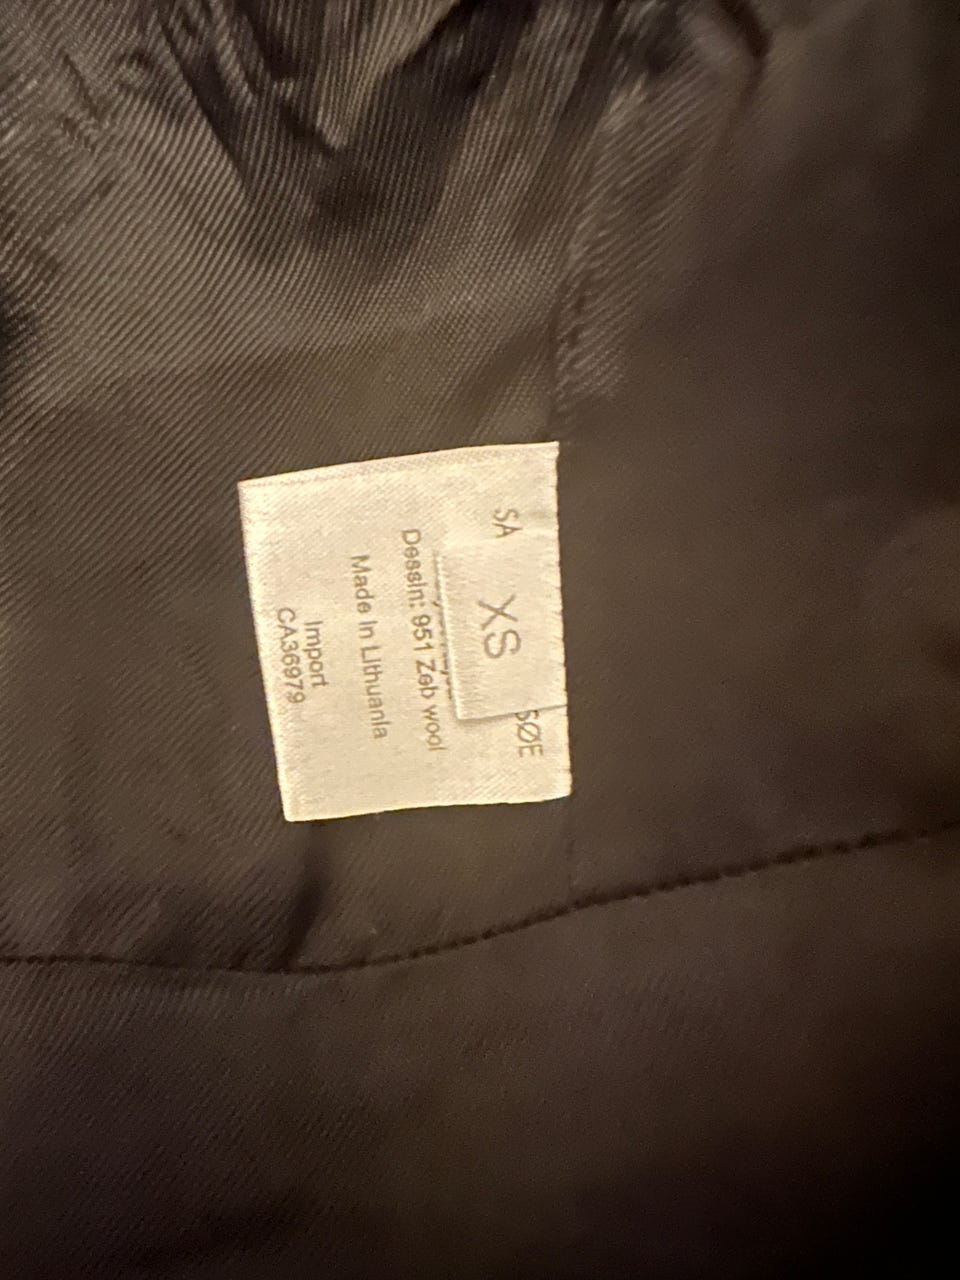 SA
SØE
XS
Dessin: 951 Zeb wool
Made in Lithuania
Import
CA36979